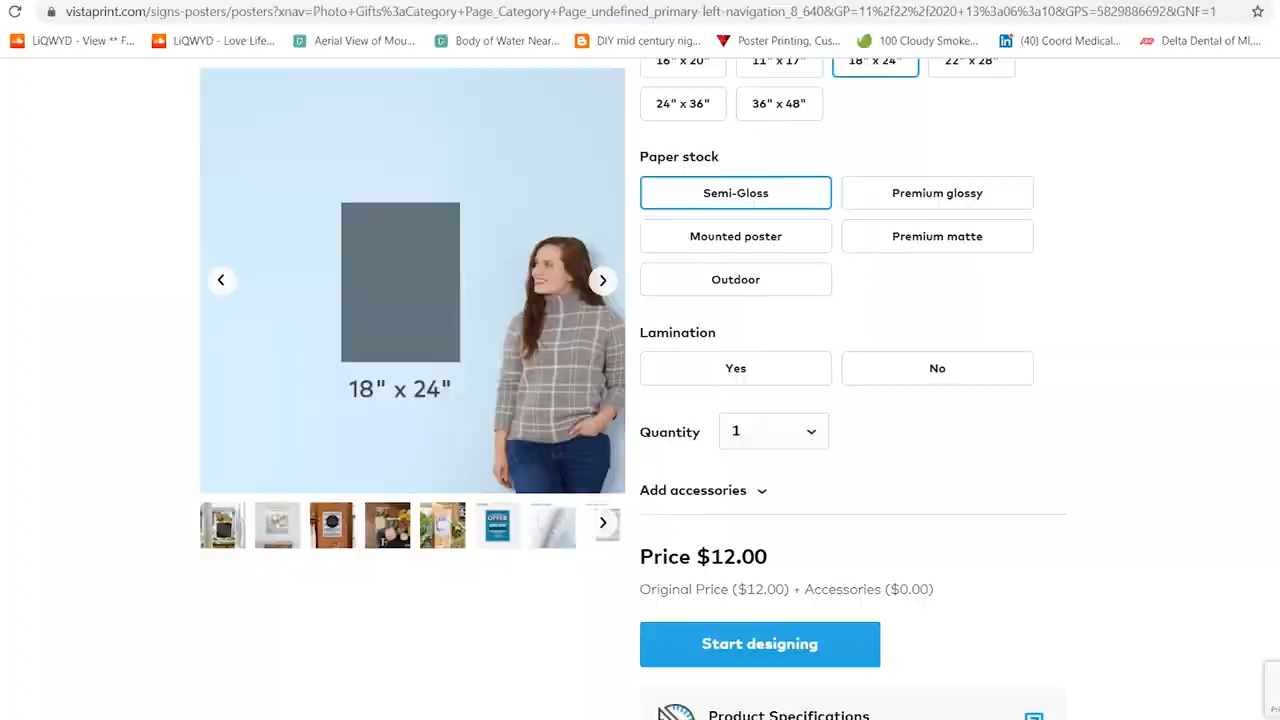 vistaprint.com/signs-posters/posters?xnav=Photo+Gifts%3aCategory+Page_Category+Page_undefined_primary-left-navigation_8_640&GP=11%2f22%2f2020+13%3a06%3a10&GPS=5829886692&GNF=1
LiQWYD - View ** F... LiQWYD - Love Life... Aerial View of Mou... Body of Water Near... DIY mid century nig... Poster Printing, Cus... 100 Cloudy Smoke... (40) Coord Medical... Delta Dental of MI,...
16" x 20" 11" x 17" 18" x 24" 22" x 28"
24" x 36" 36" x 48"
Paper stock
Semi-Gloss Premium glossy
Mounted poster Premium matte
Outdoor
18" x 24"
Lamination
Yes No
Quantity 1
Add accessories
OFFER
Price $12.00
Original Price ($12.00) + Accessories ($0.00)
Start designing
Product Specifications